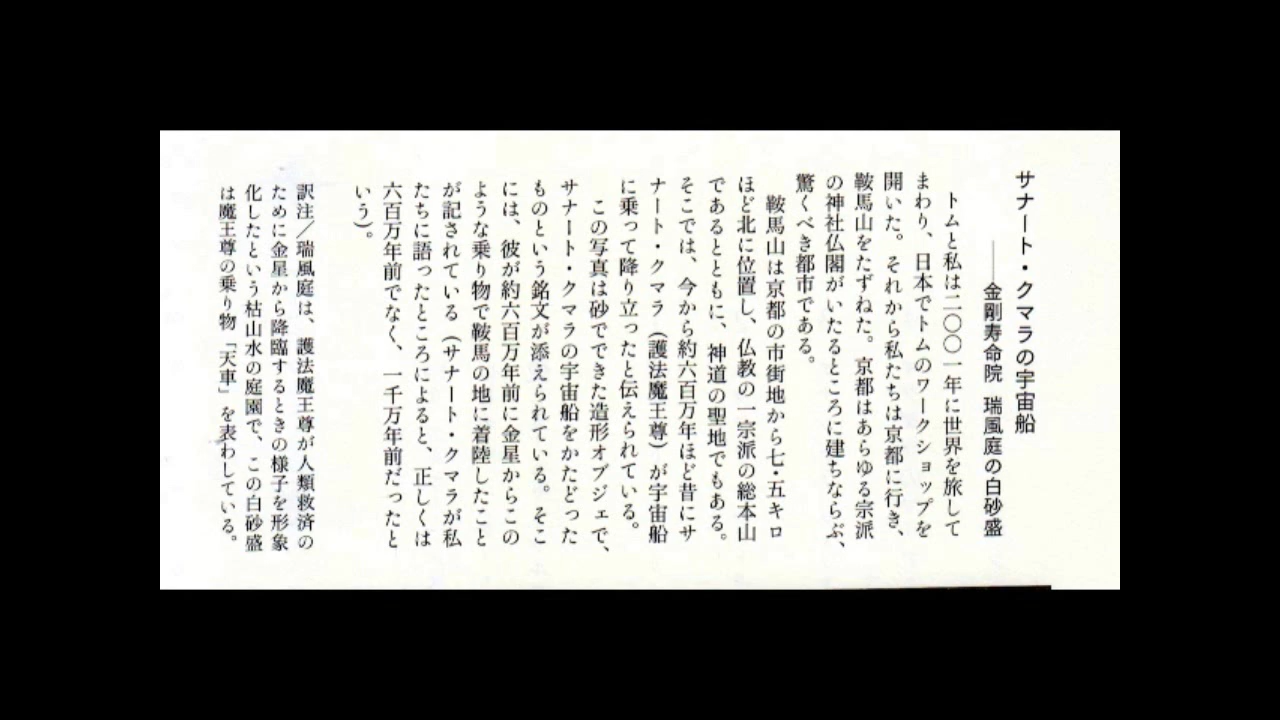 サナート・クマラの宇宙船
――金剛寿命院 瑞風庭の白砂盛
トムと私は二〇〇一年に世界を旅して
まわり、日本でトムのワークショップを
開いた。それから私たちは京都に行き、
鞍馬山をたずねた。京都はあらゆる宗派
の神社仏閣がいたるところに建ちならぶ、
驚くべき都市である。
鞍馬山は京都の市街地から七・五キロ
ほど北に位置し、仏教の一宗派の総本山
であるとともに、神道の聖地でもある。
そこでは、今から約六百万年ほど昔にサ
ナート・クマラ（護法魔王尊）が宇宙船
に乗って降り立ったと伝えられている。
この写真は砂でできた造形オブジェで、
サナート・クマラの宇宙船をかたどった
ものという銘文が添えられている。そこ
には、彼が約六百万年前に金星からこの
ような乗り物で鞍馬の地に着陸したこと
が記されている（サナート・クマラが私
たちに語ったところによると、正しくは
六百万年前でなく、一千万年前だったと
いう）。
訳注／瑞風庭は、護法魔王尊が人類救済の
ために金星から降臨するときの様子を形象
化したという枯山水の庭園で、この白砂盛
は魔王尊の乗り物「天車」を表わしている。